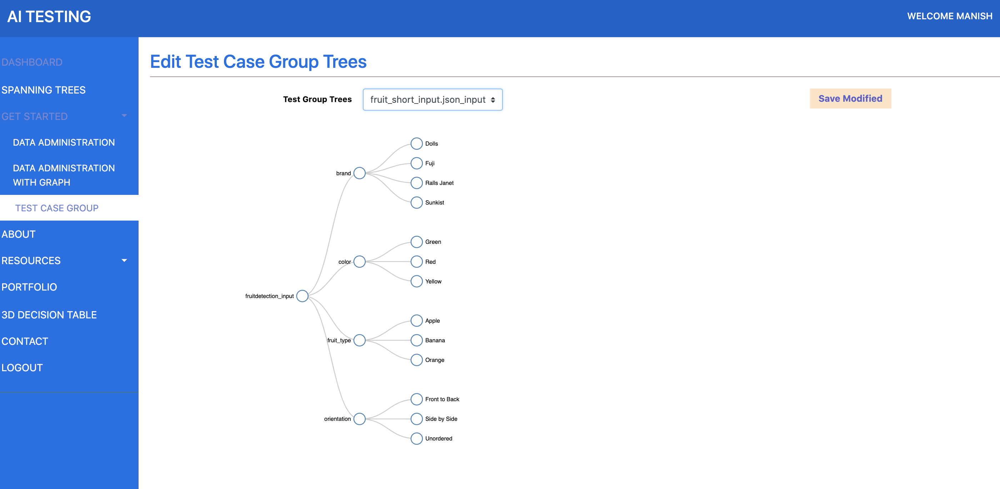 AI TESTING
WELCOME MANISH
DASHBOARD
SPANNING TREES
GET STARTED
DATA ADMINISTRATION
DATA ADMINISTRATION
WITH GRAPH
TEST CASE GROUP
ABOUT
RESOURCES
PORTFOLIO
3D DECISION TABLE
CONTACT
LOGOUT
Edit Test Case Group Trees
Test Group Trees
fruit_short_input.json_input
Save Modified
fruitdetection_input
brand
Dolls
Fuji
Ralls Janet
Sunkist
color
Green
Red
Yellow
fruit_type
Apple
Banana
Orange
orientation
Front to Back
Side by Side
Unordered